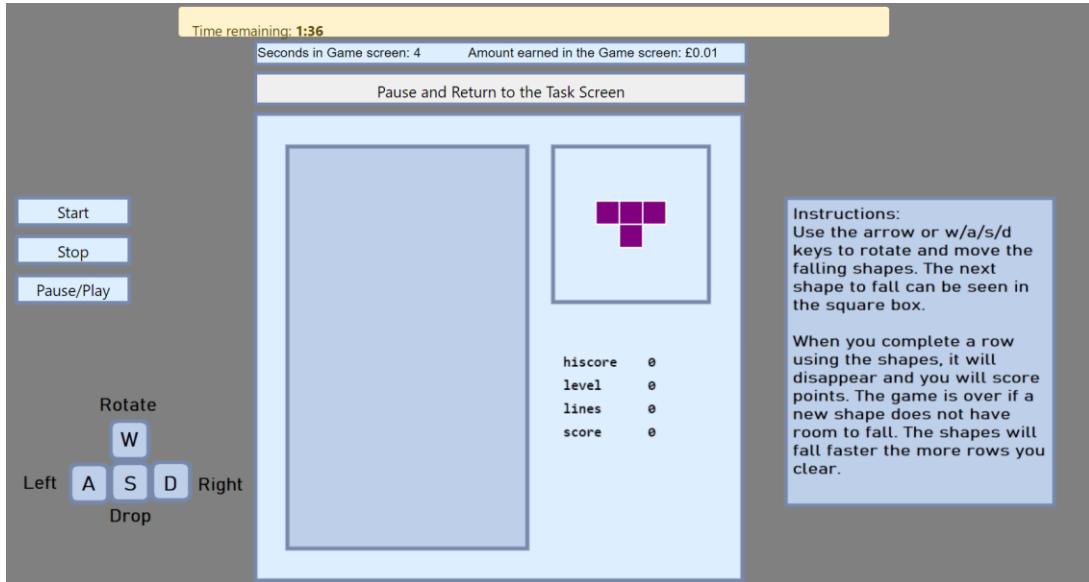 Time remaining: 1:36
Seconds in Game screen: 4 Amount earned in the Game screen: £0.01
Pause and Return to the Task Screen
Start
Stop
Pause/Play
Rotate
W
Left A S D Right
Drop
hiscore 0
level 0
lines 0
score 0
Instructions:
Use the arrow or w/a/s/d
keys to rotate and move the
falling shapes. The next
shape to fall can be seen in
the square box.
When you complete a row
using the shapes, it will
disappear and you will score
points. The game is over if a
new shape does not have
room to fall. The shapes will
fall faster the more rows you
clear.